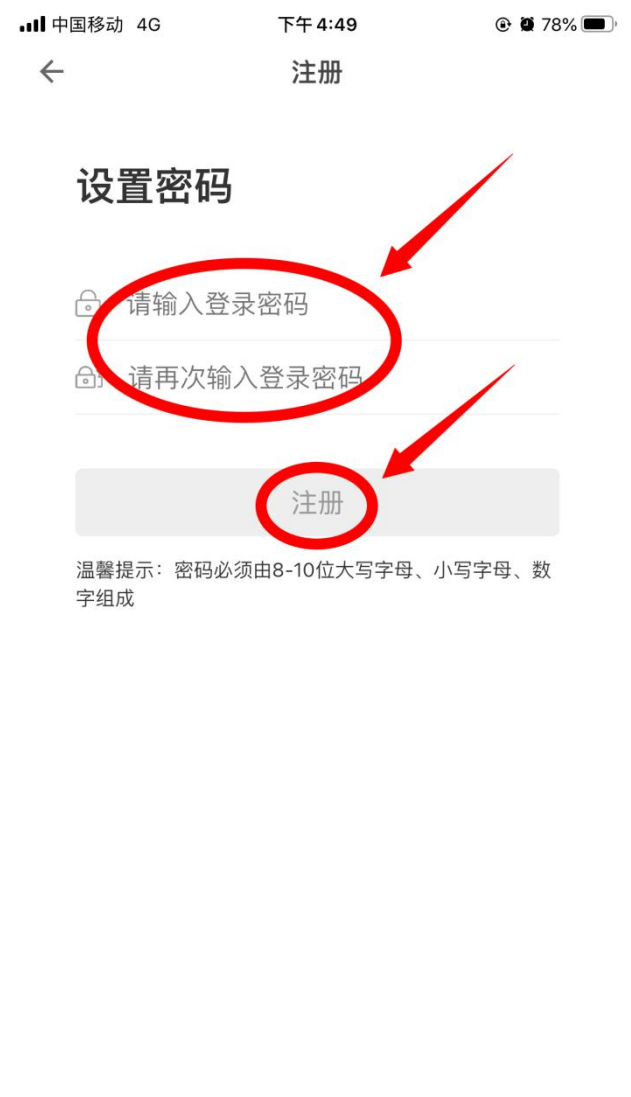 中国移动 4G 下午4:49 78%
注册
设置密码
请输入登录密码
请再次输入登录密码
注册
温馨提示：密码必须由8-10位大写字母、小写字母、数
字组成